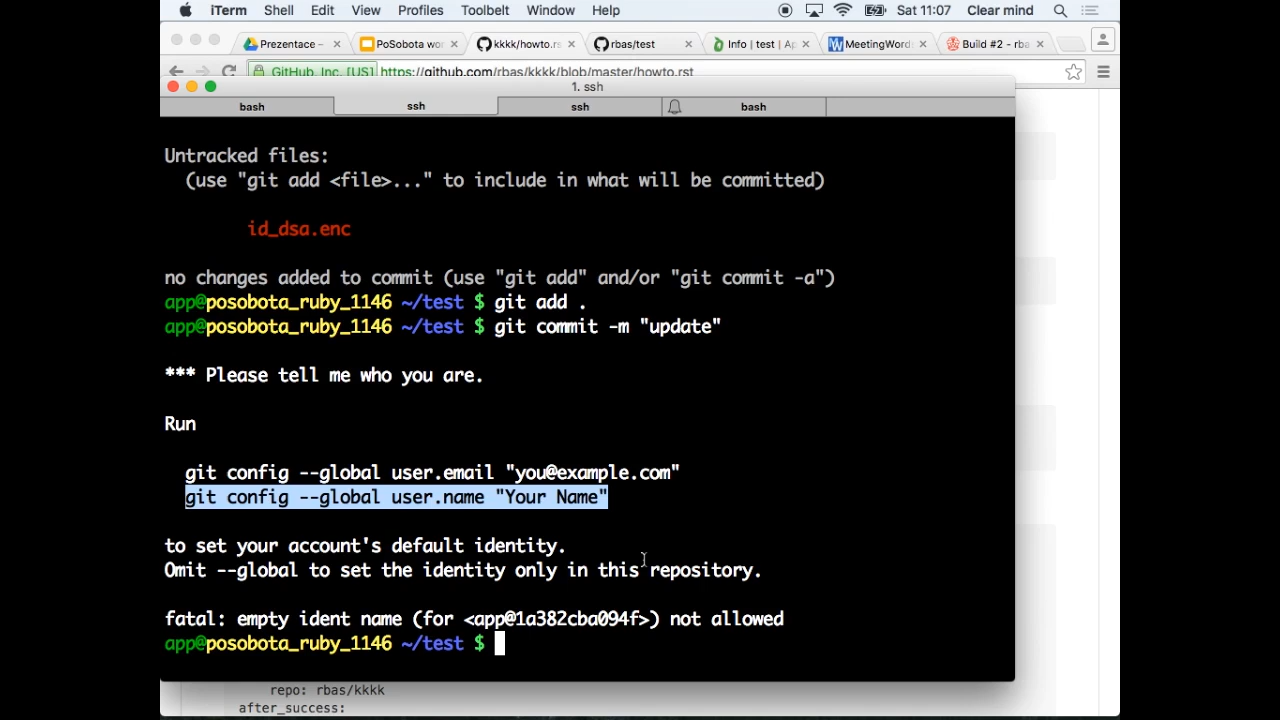 iTerm Shell Edit View Profiles Toolbelt Window Help Sat 11:07 Clear mind
Prezentace – PoSobota wo kkkk/howto.rs rbas/test Info | test | Ap MeetingWord Build #2 - rba
GitHub, Inc. [US] https://github.com/rbas/kkkk/blob/master/howto.rst
1. ssh
bash ssh ssh bash
Untracked files:
(use "git add <file>..." to include in what will be committed)
id_dsa.enc
no changes added to commit (use "git add" and/or "git commit -a")
app@posobota_ruby_1146 ~/test $ git add .
app@posobota_ruby_1146 ~/test $ git commit -m "update"
*** Please tell me who you are.
Run
git config --global user.email "you@example.com"
git config --global user.name "Your Name"
to set your account's default identity.
Omit --global to set the identity only in this repository.
fatal: empty ident name (for <app@1a382cba094f>) not allowed
app@posobota_ruby_1146 ~/test $
repo: rbas/kkkk
after_success: